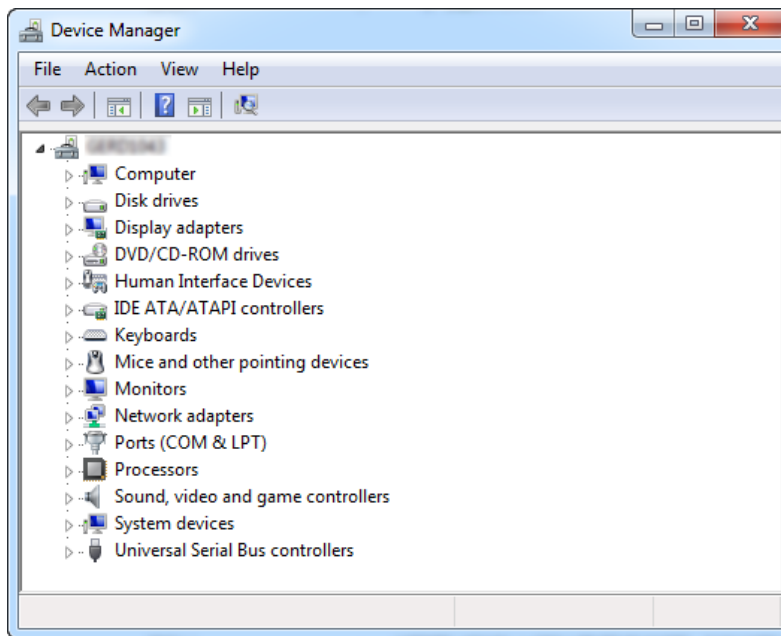 Device Manager
File Action View Help
Computer
Disk drives
Display adapters
DVD/CD-ROM drives
Human Interface Devices
IDE ATA/ATAPI controllers
Keyboards
Mice and other pointing devices
Monitors
Network adapters
Ports (COM & LPT)
Processors
Sound, video and game controllers
System devices
Universal Serial Bus controllers